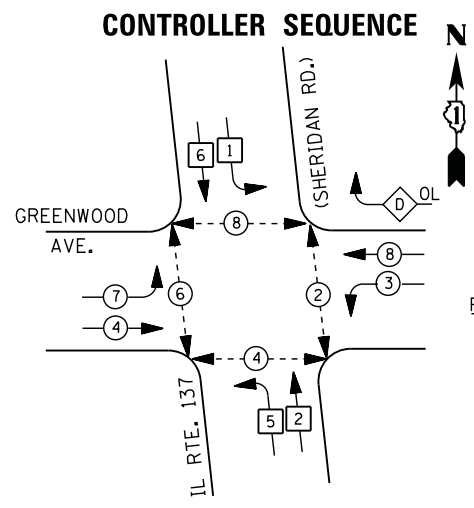 CONTROLLER SEQUENCE
N
1
(SHERIDAN RD.)
6 1
D OL
GREENWOOD
AVE.
8
8
3
7
6
2
4
4
5 2
IL RTE. 137